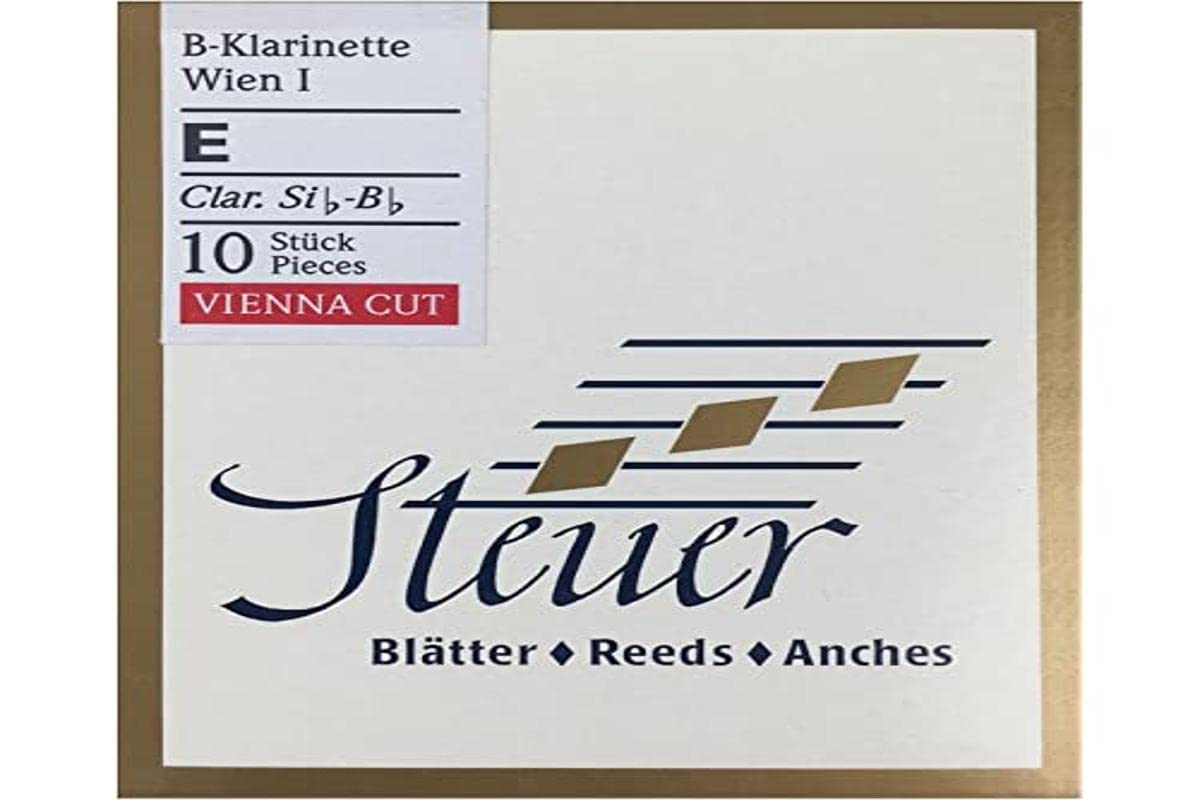 B-Klarinette
Wien I
E
Clar. Si♭-B♭
10 Stück
Pieces
VIENNA CUT
Steuer
Blätter ♦ Reeds ♦ Anches